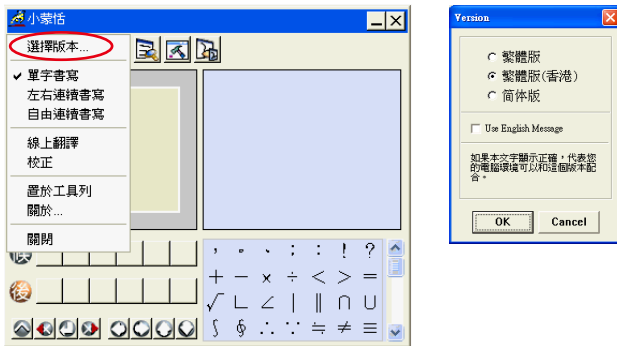 小蒙恬
選擇版本...
單字書寫
左右連續書寫
自由連續書寫
線上翻譯
校正
置於工具列
關於...
關閉
後
, 。 、 ; : ! ?
+ − × ÷ < > =
√ ∟ ∠ | ‖ ∩ ∪
∫ ∮ ∴ ∵ ≒ ≠ ≡
Version
繁體版
繁體版(香港)
简体版
Use English Message
如果本文字顯示正確,代表您
的電腦環境可以和這個版本配
合。
OK Cancel